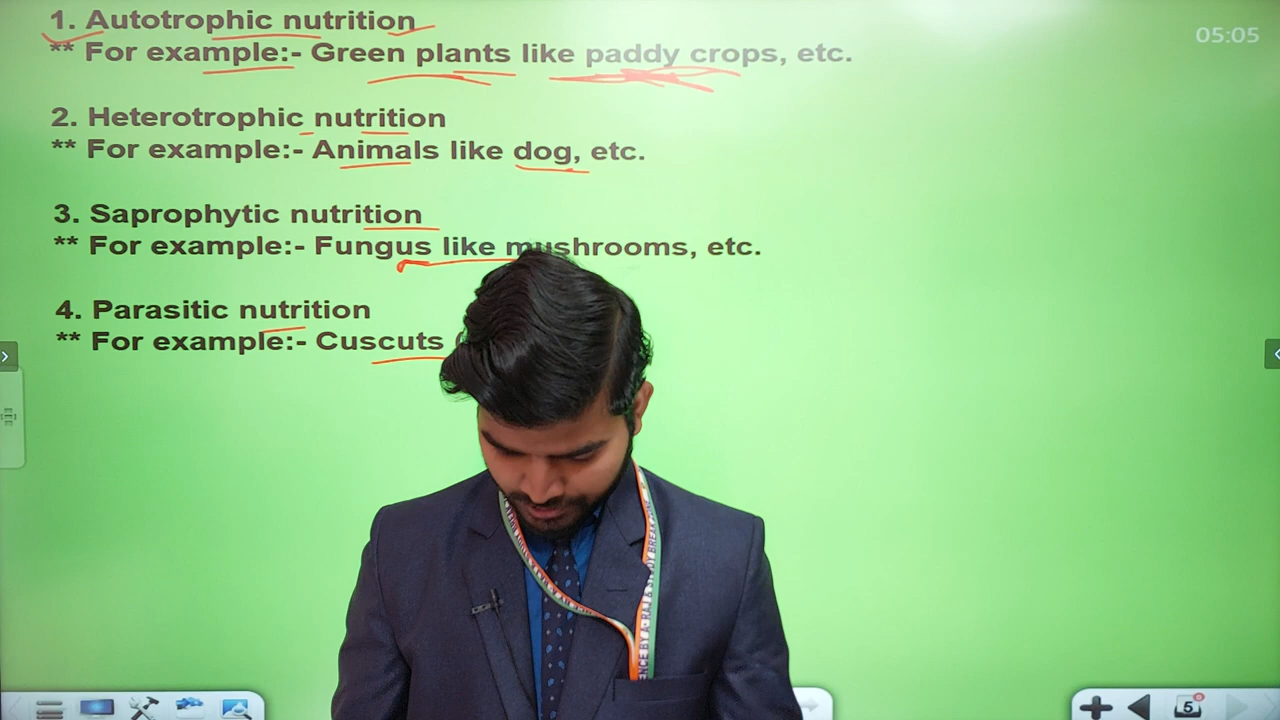 1. Autotrophic nutrition
** For example:- Green plants like paddy crops, etc.
2. Heterotrophic nutrition
** For example:- Animals like dog, etc.
3. Saprophytic nutrition
** For example:- Fungus like mushrooms, etc.
4. Parasitic nutrition
** For example:- Cuscuts
05:05
5